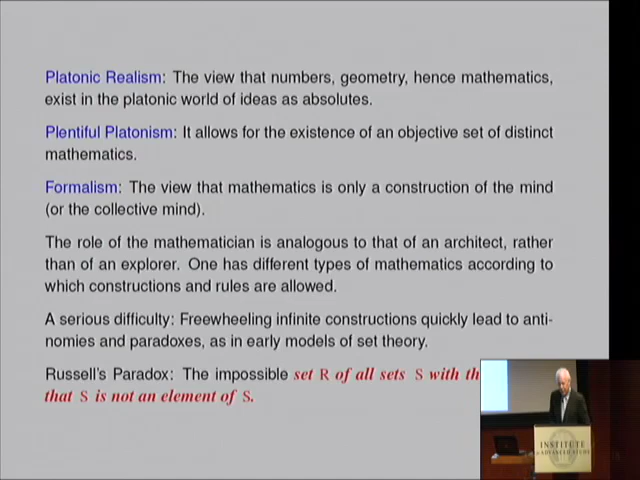 Platonic Realism: The view that numbers, geometry, hence mathematics,
exist in the platonic world of ideas as absolutes.
Plentiful Platonism: It allows for the existence of an objective set of distinct
mathematics.
Formalism: The view that mathematics is only a construction of the mind
(or the collective mind).
The role of the mathematician is analogous to that of an architect, rather
than of an explorer. One has different types of mathematics according to
which constructions and rules are allowed.
A serious difficulty: Freewheeling infinite constructions quickly lead to anti-
nomies and paradoxes, as in early models of set theory.
Russell's Paradox: The impossible set R of all sets S with
that S is not an element of S.
INSTITUTE
ADVANCED STUDY